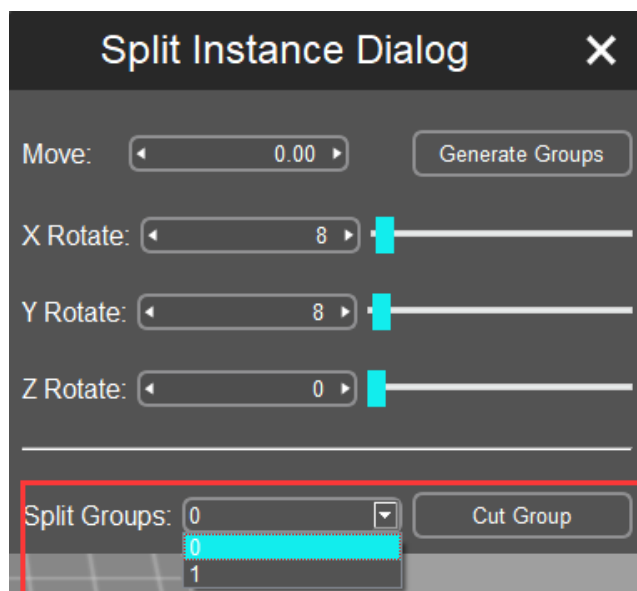 Split Instance Dialog
Move: 0.00 Generate Groups
X Rotate: 8
Y Rotate: 8
Z Rotate: 0
Split Groups: 0 Cut Group
0
1